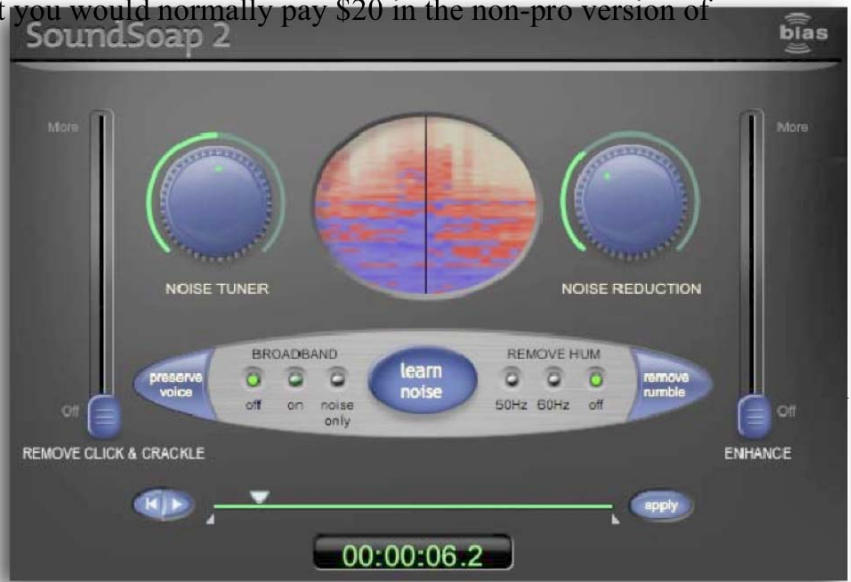 t you would normally pay $20 in the non-pro version of
SoundSoap 2
bias
More
More
NOISE TUNER
NOISE REDUCTION
BROADBAND
REMOVE HUM
preserve
voice
learn
noise
remove
rumble
off on noise
only
50Hz 60Hz off
Off
Off
REMOVE CLICK & CRACKLE
ENHANCE
apply
00:00:06.2